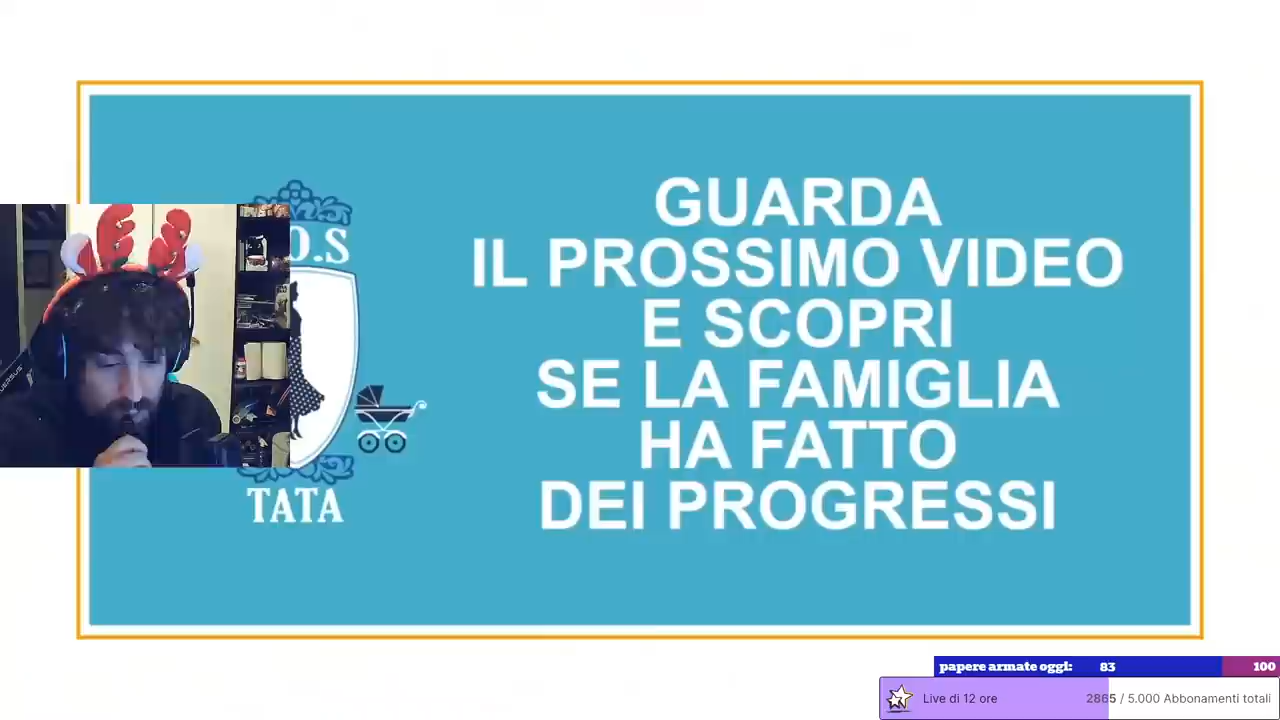 O.S
TATA
GUARDA
IL PROSSIMO VIDEO
E SCOPRI
SE LA FAMIGLIA
HA FATTO
DEI PROGRESSI
papere armate oggi: 83 100
Live di 12 ore 2865 / 5.000 Abbonamenti totali